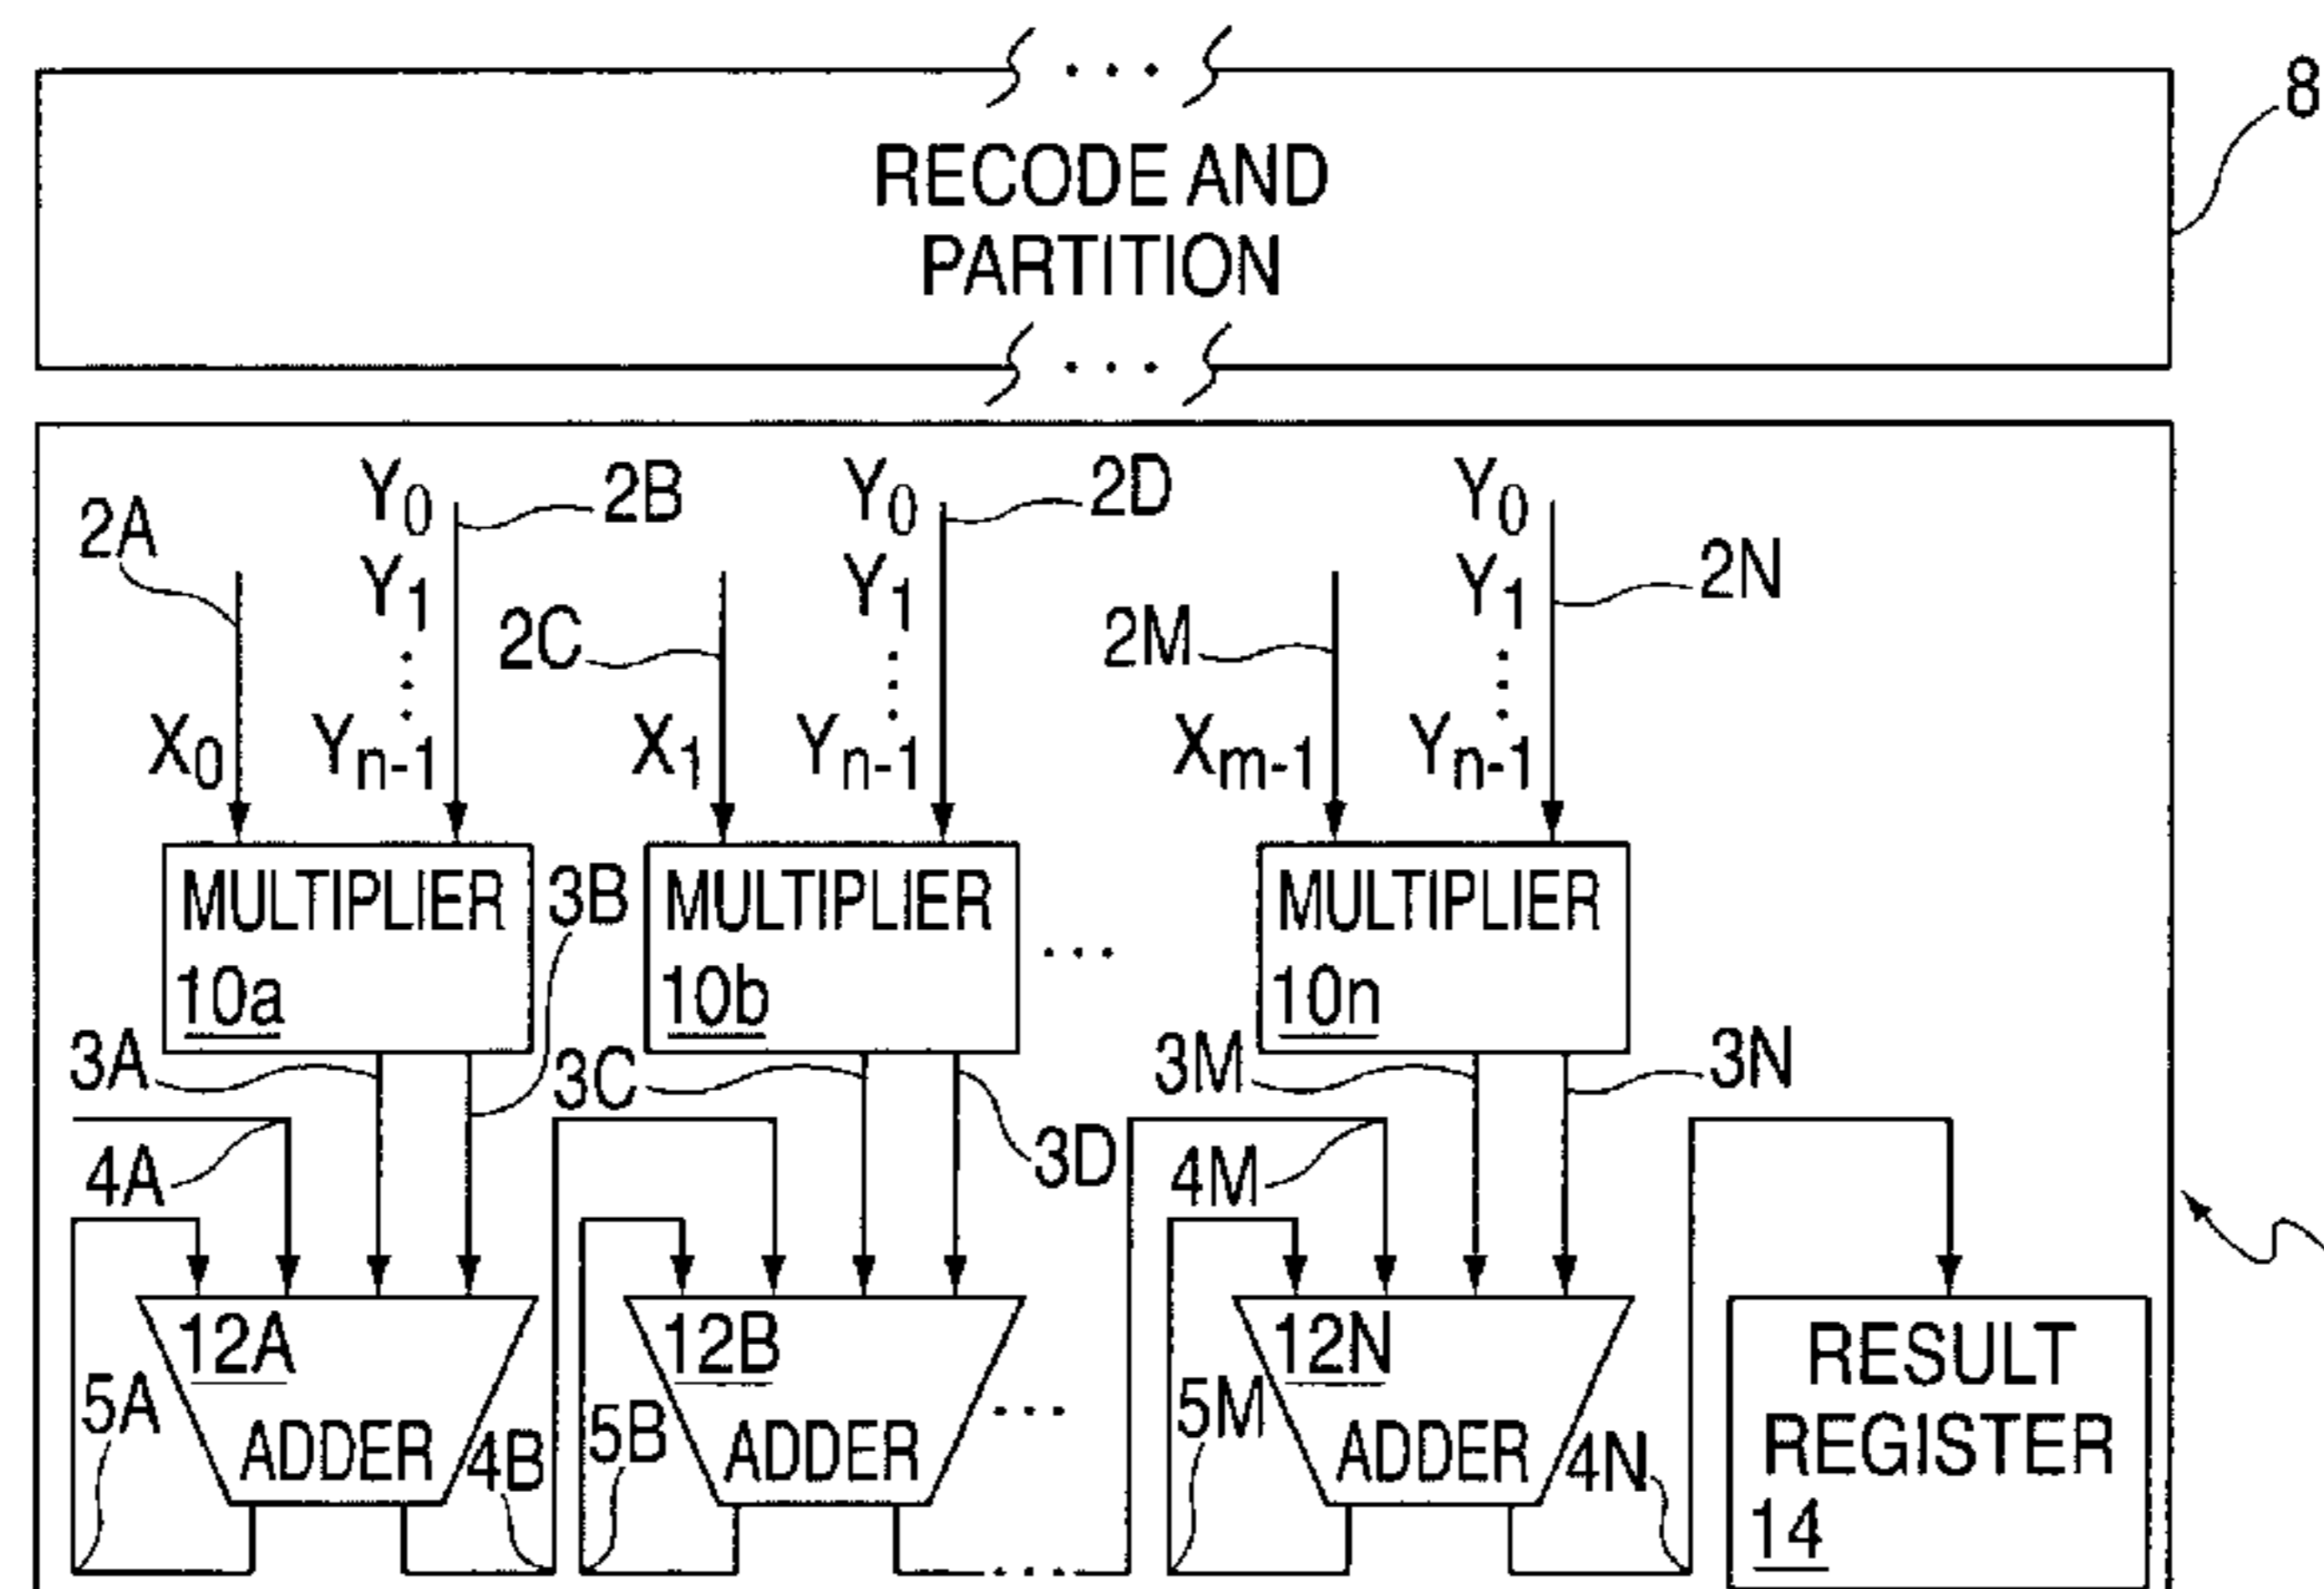 RECODE AND
PARTITION
8
Y0 2B Y0 2D Y0
2A Y1 Y1 Y1 2N
2C 2M
X0 Yn-1 X1 Yn-1 Xm-1 Yn-1
MULTIPLIER 3B MULTIPLIER ... MULTIPLIER
10a 10b 10n
3A 3C 3M 3N
4A 3D 4M
12A 12B 12N RESULT
5A 5B 5M REGISTER
ADDER 4B ADDER ... ADDER 4N
14